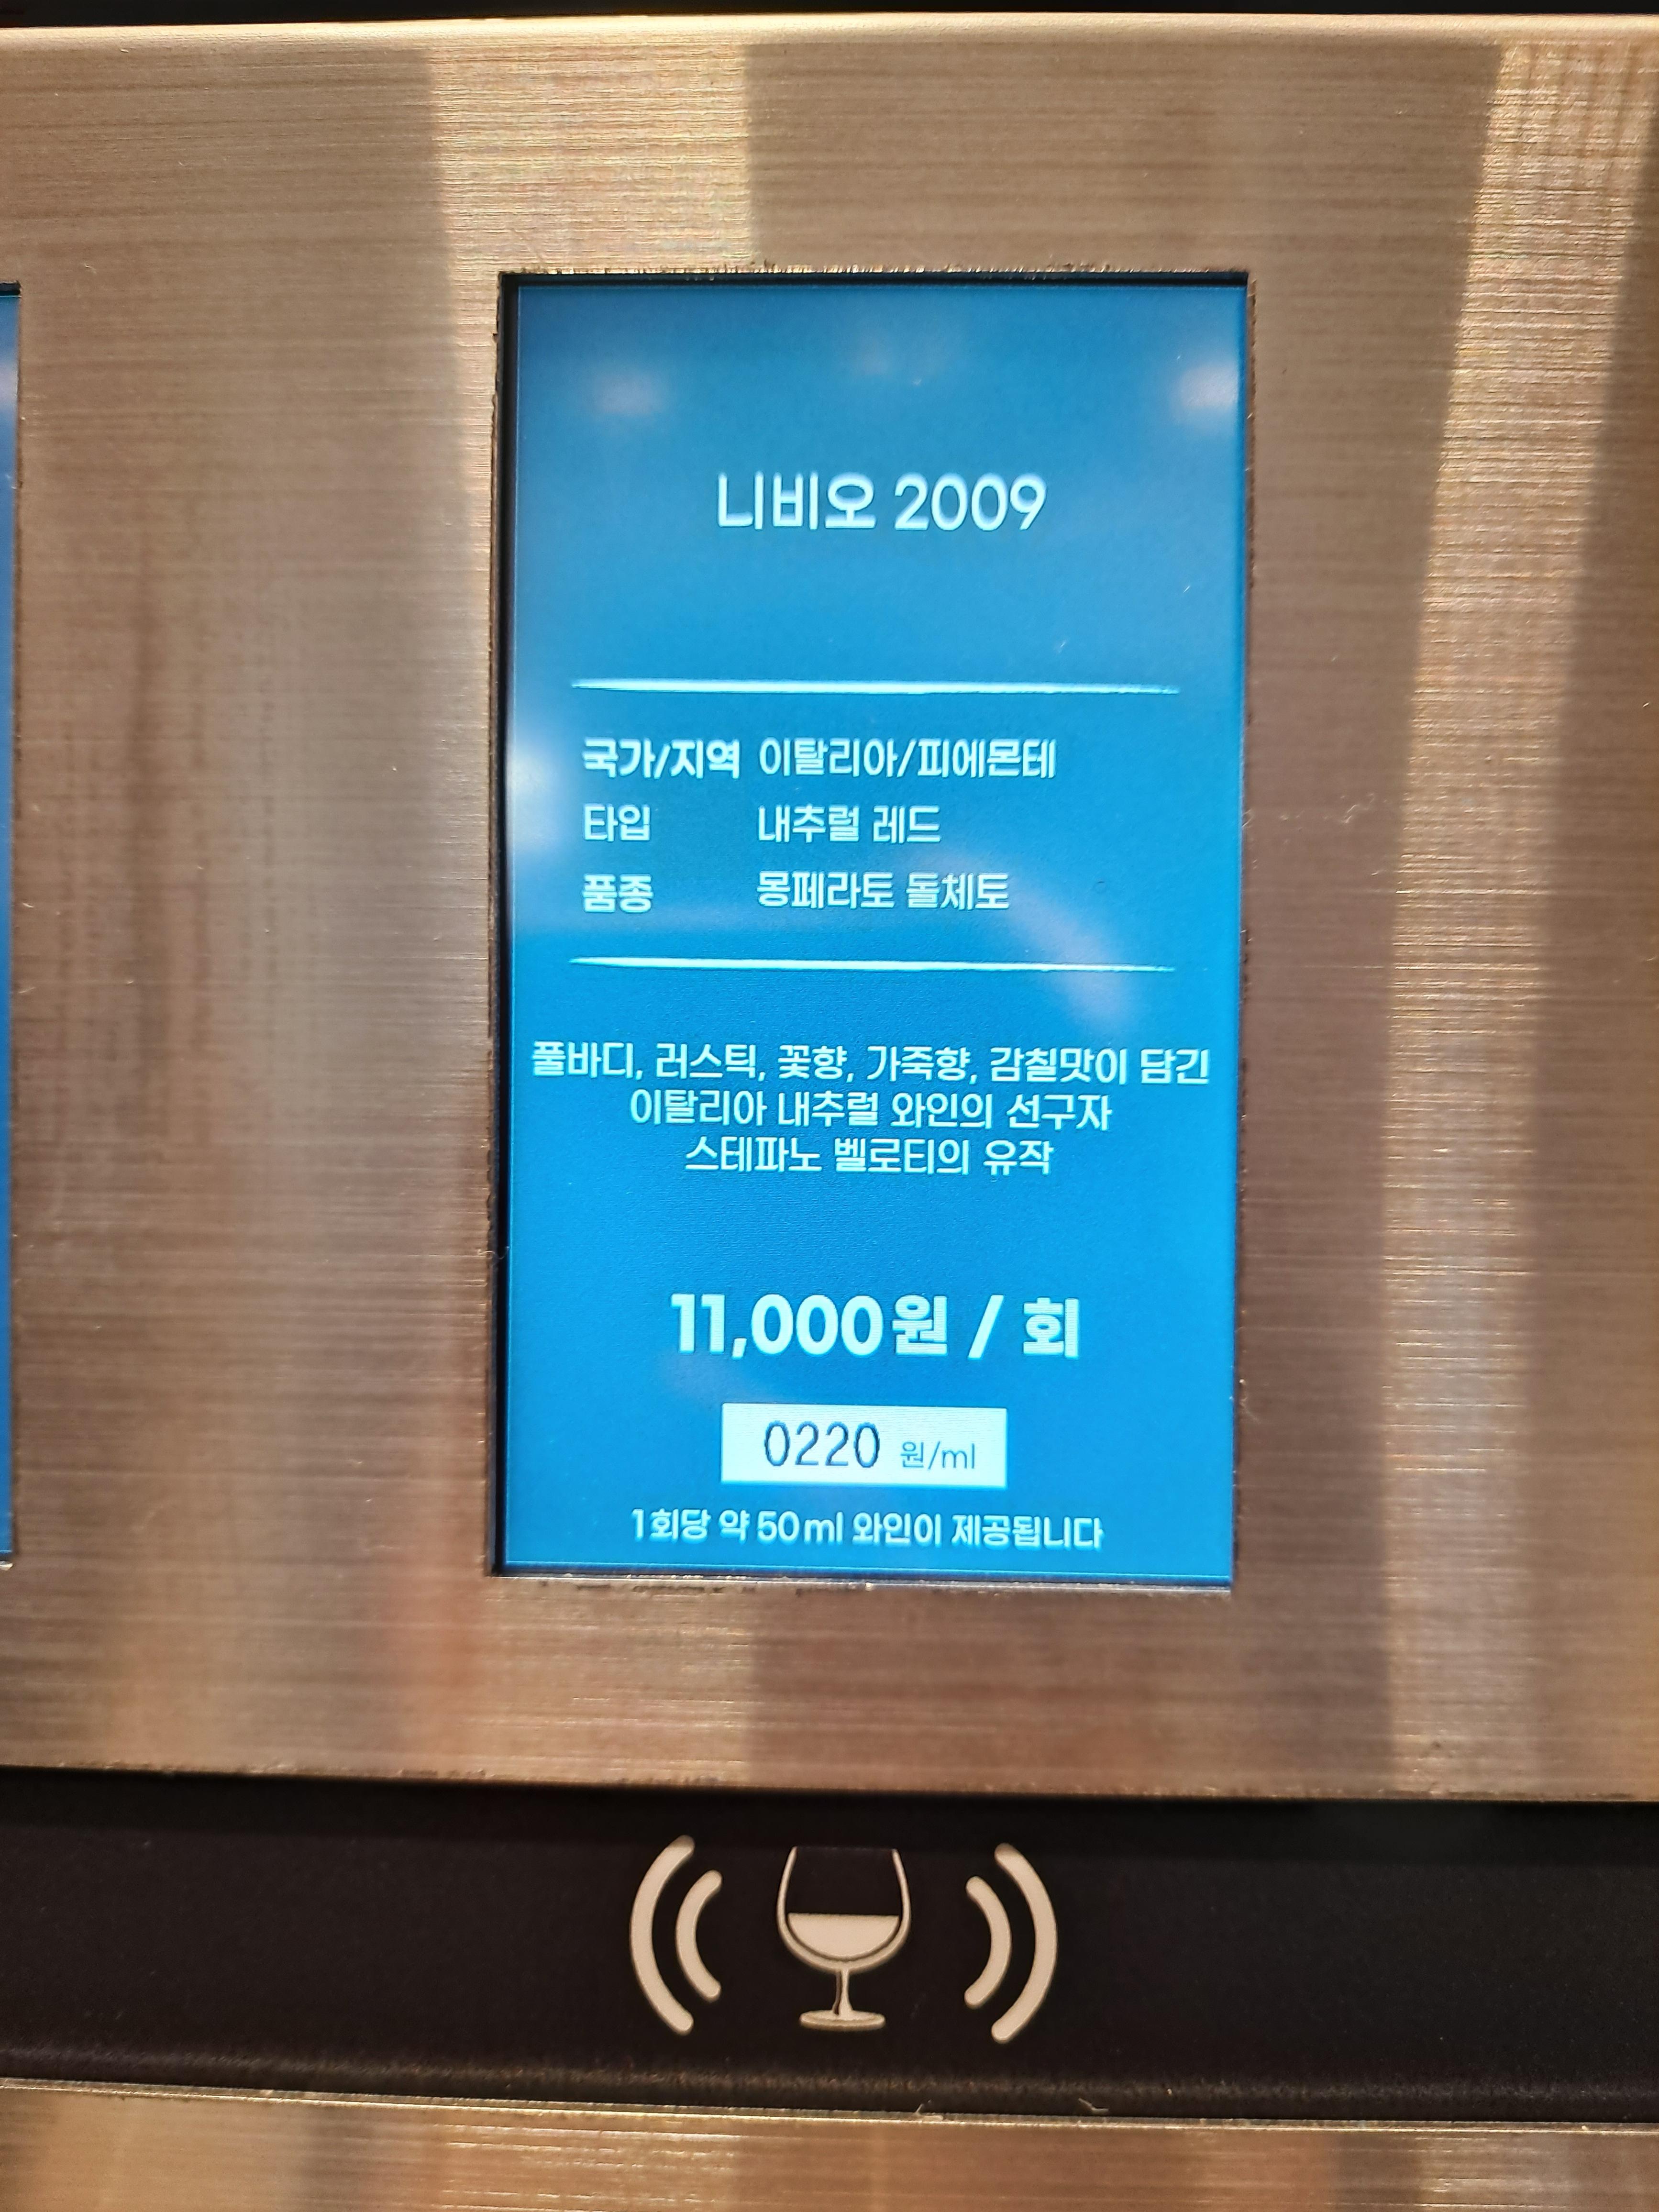 니비오 2009
국가/지역 이탈리아/피에몬테
타입 내추럴 레드
품종 몽페라토 돌체토
풀바디, 러스틱, 꽃향, 가죽향, 감칠맛이 담긴
이탈리아 내추럴 와인의 선구자
스테파노 벨로티의 유작
11,000원 / 회
0220 원/ml
1회당 약 50ml 와인이 제공됩니다